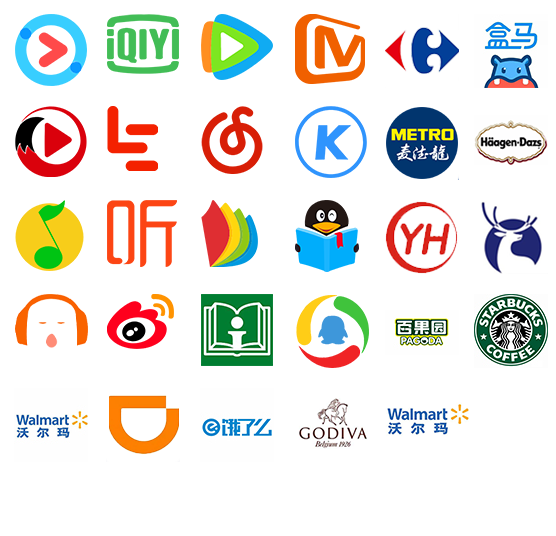 iQIYI
盒马
K
METRO
麦德龍
Häagen-Dazs
听
YH
百果园
PAGODA
STARBUCKS
COFFEE
Walmart
沃尔玛
饿了么
GODIVA
Belgium 1926
Walmart
沃尔玛